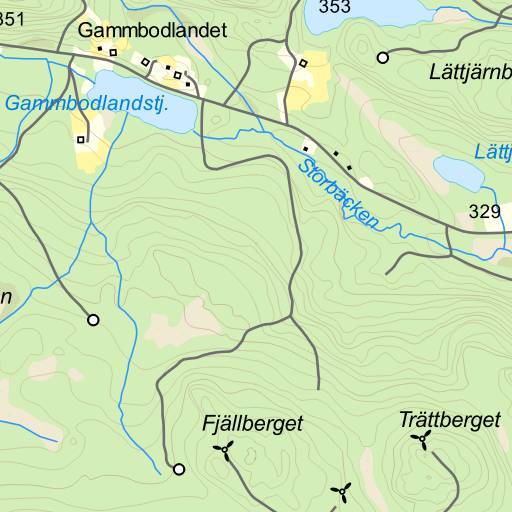 351
353
Gammbodlandet
Lättjärnb
Gammbodlandstj.
Lättj
Storbäcken
329
n
Fjällberget
Trättberget